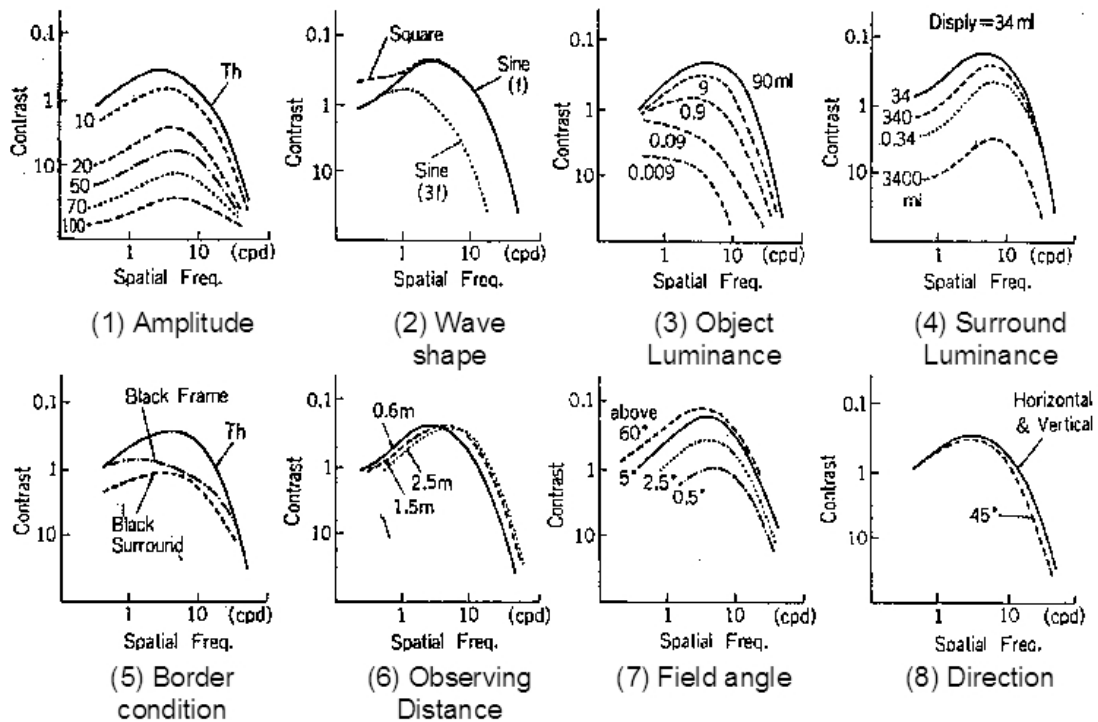 0.1
1
10
Contrast
Th
10
20
50
70
100
1 10 (cpd)
Spatial Freq.
(1) Amplitude
0.1
1
10
Contrast
Square
Sine
(f)
Sine
(3f)
1 10 (cpd)
Spatial Freq.
(2) Wave
shape
0.1
1
10
Contrast
90ml
9
0.9
0.09
0.009
1 10 (cpd)
Spatial Freq.
(3) Object
Luminance
Disply=34ml
0.1
1
10
Contrast
34
340
0.34
3400
ml
1 10 (cpd)
Spatial Freq.
(4) Surround
Luminance
0.1
1
10
Contrast
Black Frame
Th
Black
Surround
1 10 (cpd)
Spatial Freq.
(5) Border
condition
0.1
1
10
Contrast
0.6m
2.5m
1.5m
1 10 (cpd)
Spatial Freq.
(6) Observing
Distance
0.1
1
10
Contrast
above
60°
5°
2.5°
0.5°
1 10 (cpd)
Spatial Freq.
(7) Field angle
0.1
1
10
Contrast
Horizontal
& Vertical
45°
1 10 (cpd)
Spatial Freq.
(8) Direction